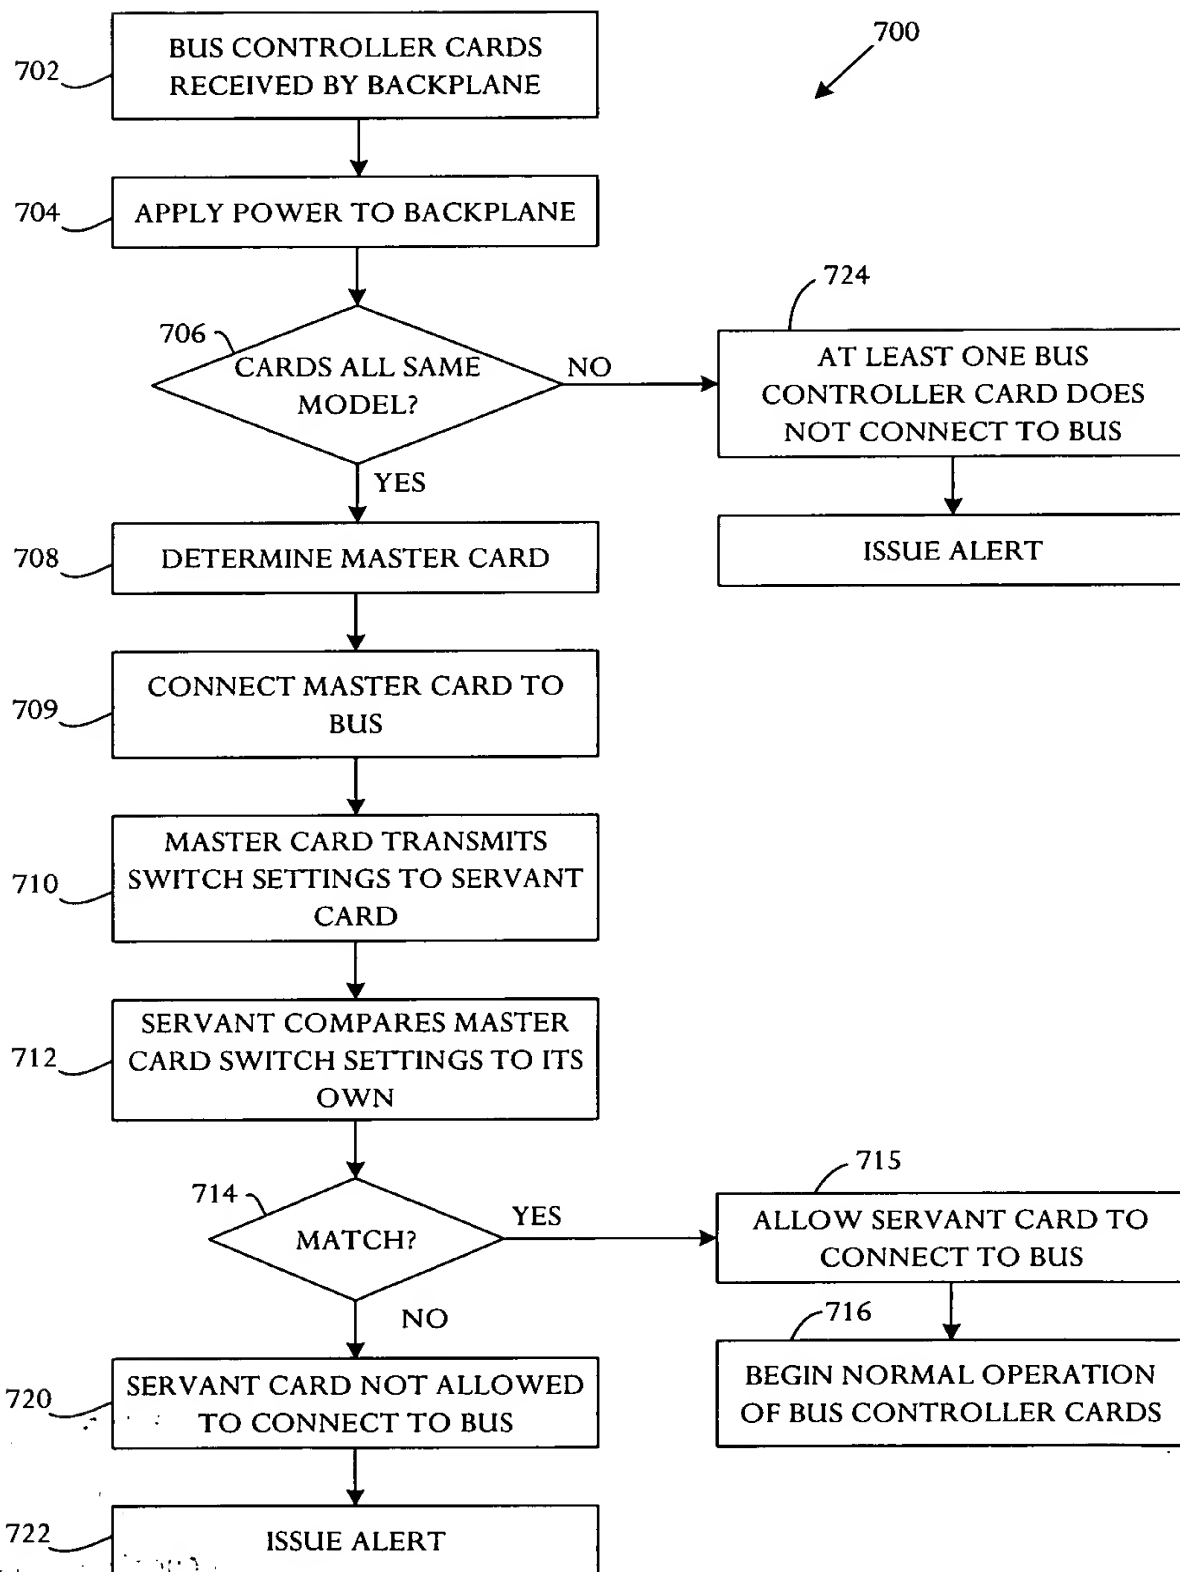 700
702
BUS CONTROLLER CARDS
RECEIVED BY BACKPLANE
704
APPLY POWER TO BACKPLANE
706
CARDS ALL SAME
MODEL?
NO
YES
724
AT LEAST ONE BUS
CONTROLLER CARD DOES
NOT CONNECT TO BUS
ISSUE ALERT
708
DETERMINE MASTER CARD
709
CONNECT MASTER CARD TO
BUS
710
MASTER CARD TRANSMITS
SWITCH SETTINGS TO SERVANT
CARD
712
SERVANT COMPARES MASTER
CARD SWITCH SETTINGS TO ITS
OWN
714
MATCH?
YES
NO
715
ALLOW SERVANT CARD TO
CONNECT TO BUS
716
BEGIN NORMAL OPERATION
OF BUS CONTROLLER CARDS
720
SERVANT CARD NOT ALLOWED
TO CONNECT TO BUS
722
ISSUE ALERT